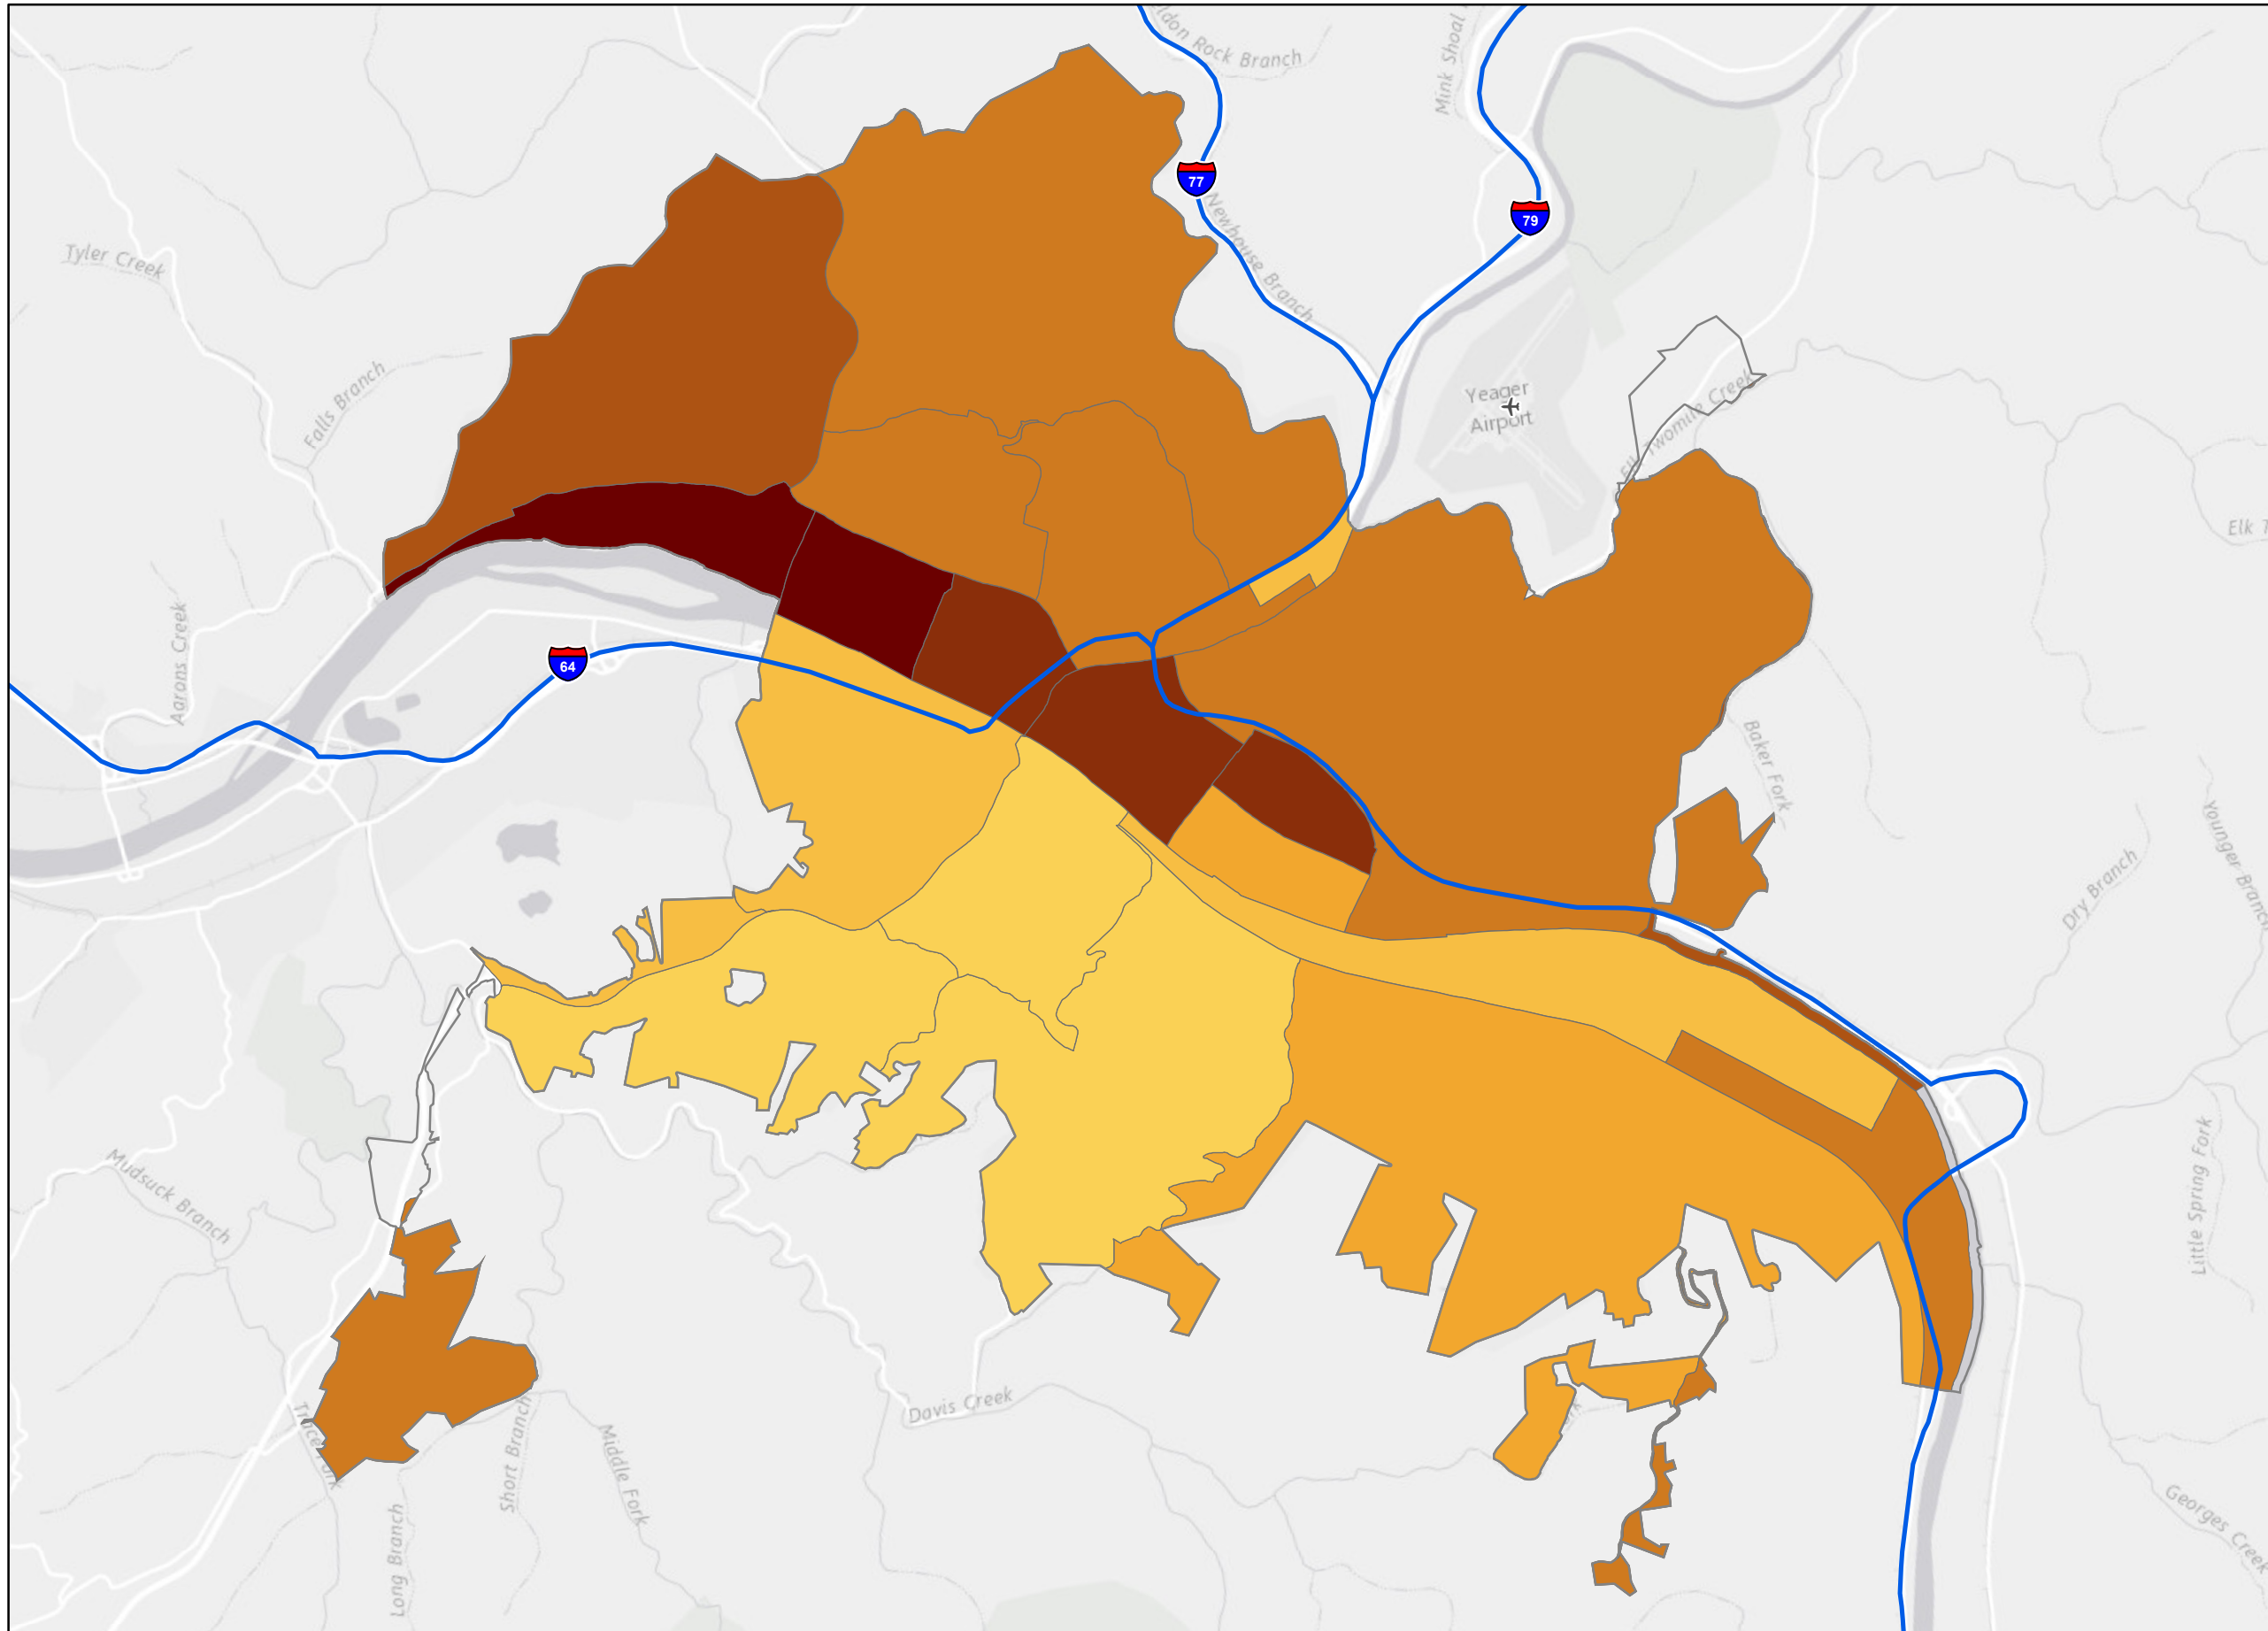 Rock Branch
Mink Shoal
77
79
Newhouse Branch
Tyler Creek
Falls Branch
Yeager
Airport
Twomile Creek
Elk
Aarons Creek
64
Baker Fork
Younger Branch
Dry Branch
Mudsuck Branch
Little Spring Fork
Davis Creek
Short Branch
Middle Fork
Long Branch
Georges Creek